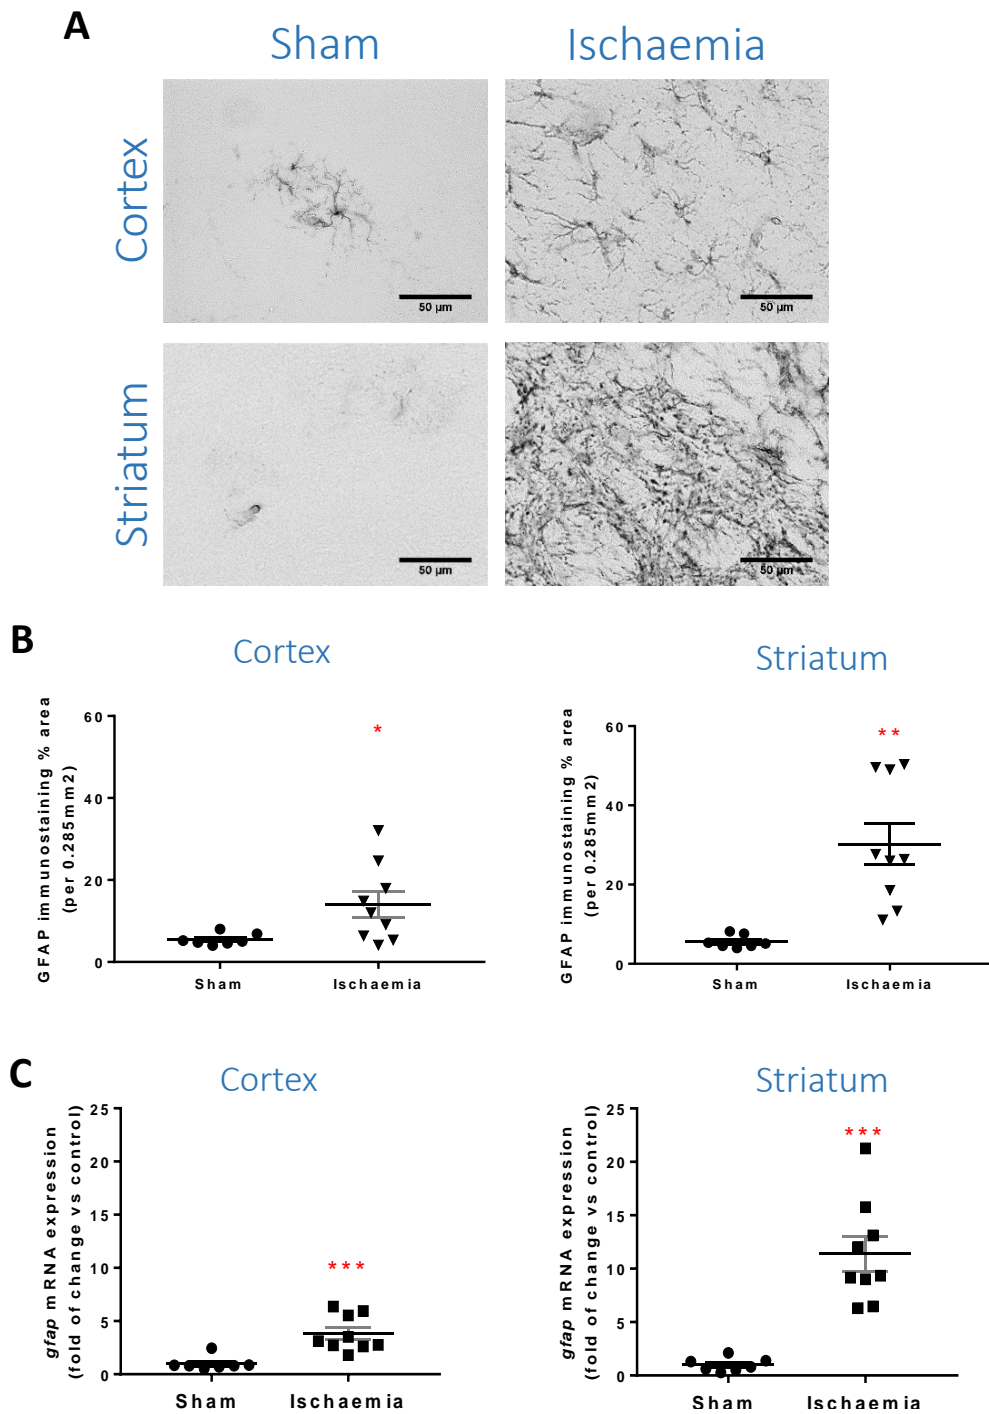 A
Sham
Ischaemia
Cortex
50 µm
50 µm
Striatum
50 µm
50 µm
B
Cortex
Striatum
GFAP immunostaining % area
(per 0.285mm2)
60
40
20
0
*
Sham
Ischaemia
GFAP immunostaining % area
(per 0.285mm2)
60
40
20
0
**
Sham
Ischaemia
C
Cortex
Striatum
gfap mRNA expression
(fold of change vs control)
25
20
15
10
5
0
***
Sham
Ischaemia
gfap mRNA expression
(fold of change vs control)
25
20
15
10
5
0
***
Sham
Ischaemia